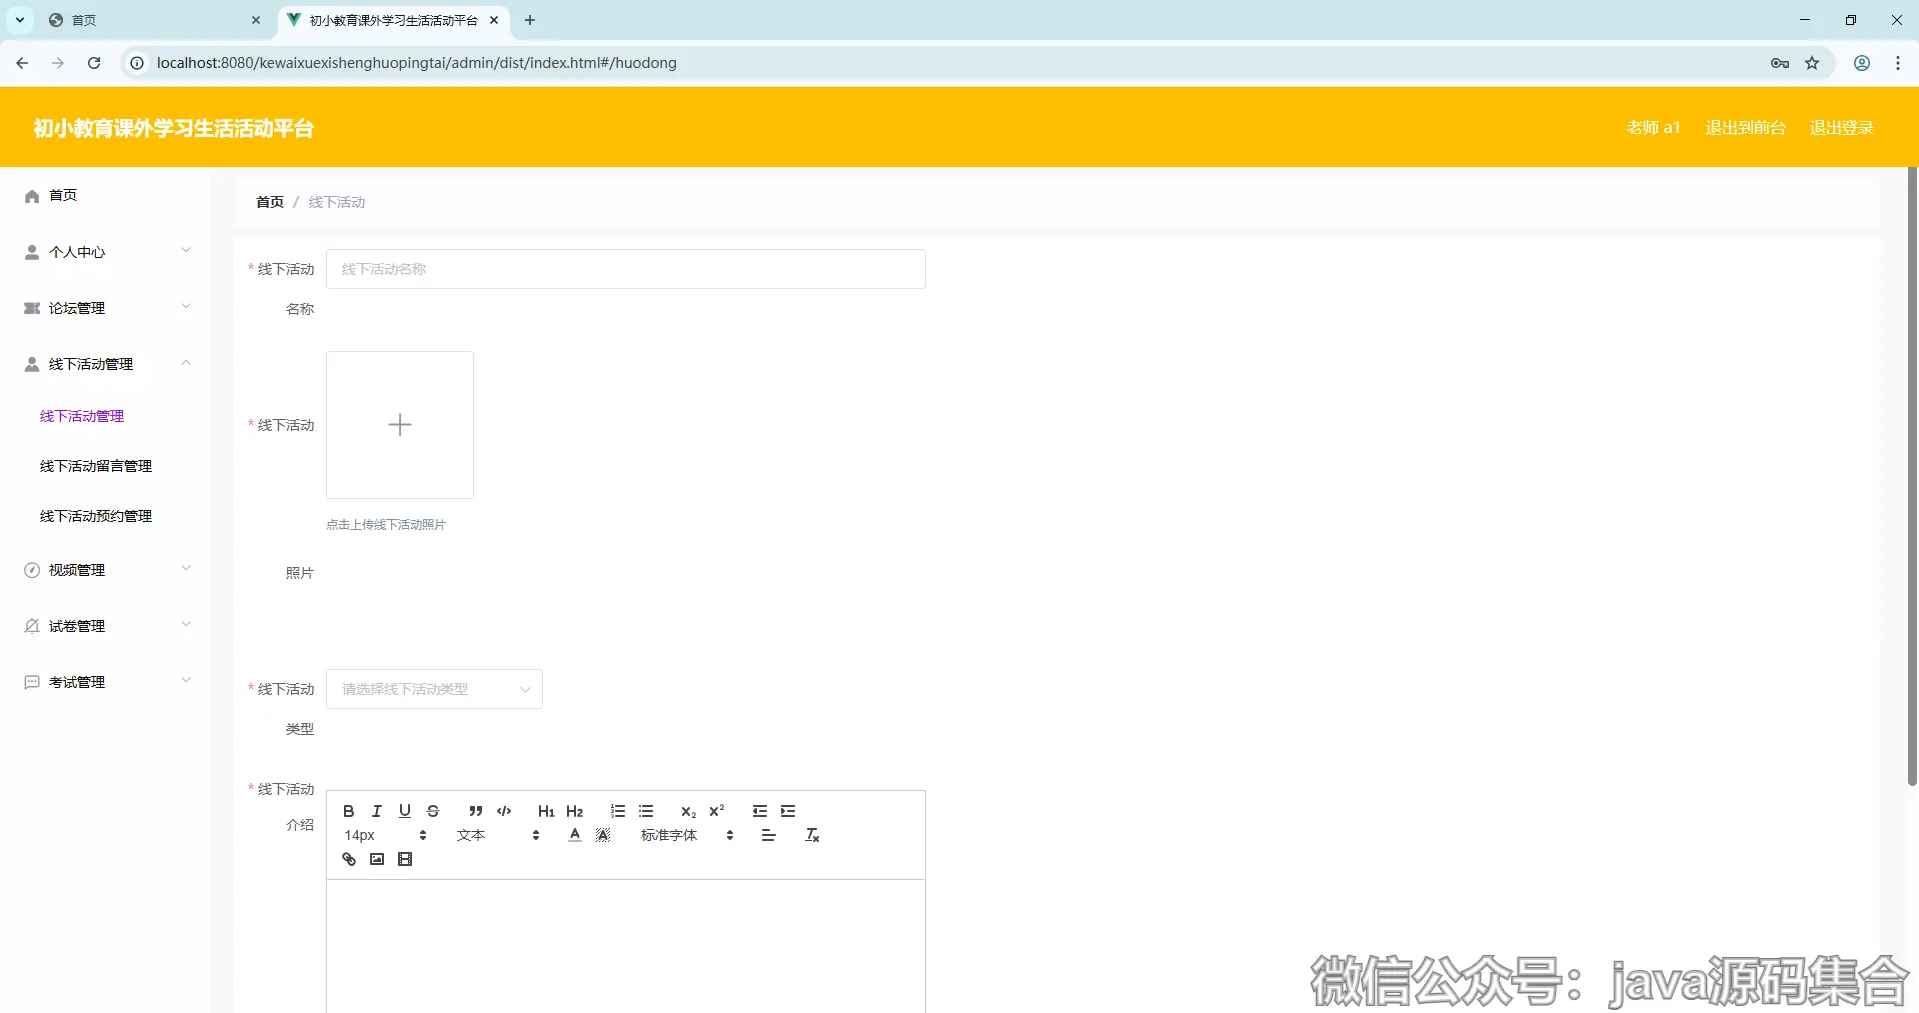 首页
初小教育课外学习生活活动平台
localhost:8080/kewaixuexishenghuopingtai/admin/dist/index.html#/huodong
初小教育课外学习生活活动平台
老师 a1 退出到前台 退出登录
首页
个人中心
论坛管理
线下活动管理
线下活动管理
线下活动留言管理
线下活动预约管理
视频管理
试卷管理
考试管理
首页 / 线下活动
* 线下活动
名称
线下活动名称
* 线下活动
照片
点击上传线下活动照片
* 线下活动
类型
请选择线下活动类型
* 线下活动
介绍
B I U S H1 H2 X2 X2
14px 文本 A A 标准字体 Tx
微信公众号：java源码集合